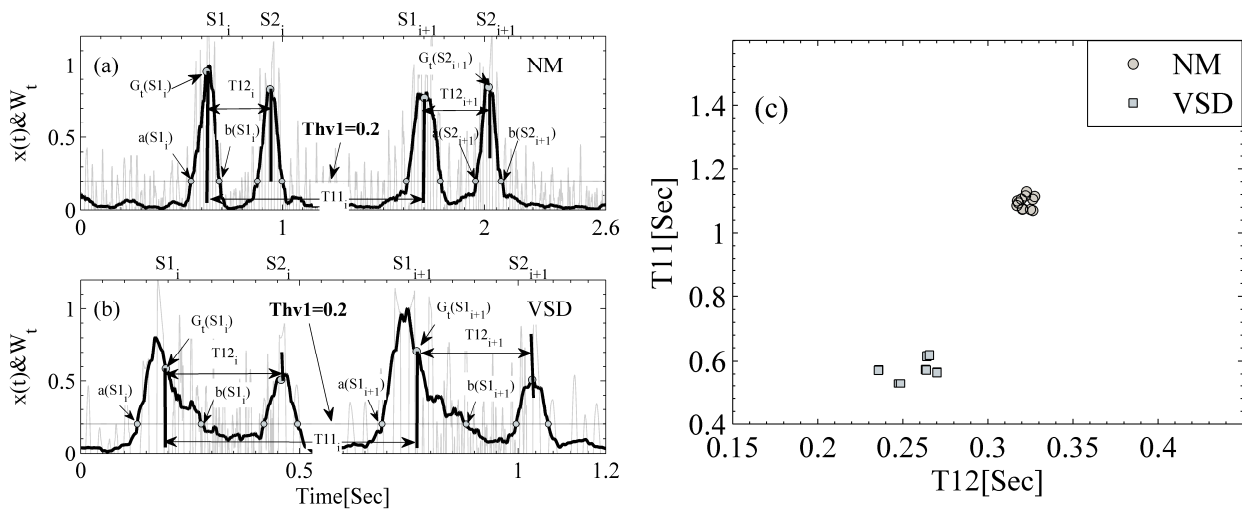 S1i S2i S1i+1 S2i+1
(a) NM
Gt(S1i) T12i Gt(S2i+1) T12i+1
a(S1i) b(S1i) Thv1=0.2 a(S2i+1) b(S2i+1)
T11i
x(t)&Wt
1
0.5
0
0 1 2 2.6
S1i S2i S1i+1 S2i+1
(b) Thv1=0.2 VSD
Gt(S1i) T12i Gt(S1i+1) T12i+1
a(S1i) b(S1i) a(S1i+1) b(S1i+1)
T11i
x(t)&Wt
1
0.5
0
0 0.5 1 1.2
Time[Sec]
(c)
NM
VSD
T11[Sec]
1.4
1.2
1
0.8
0.6
0.4
0.15 0.2 0.25 0.3 0.35 0.4
T12[Sec]